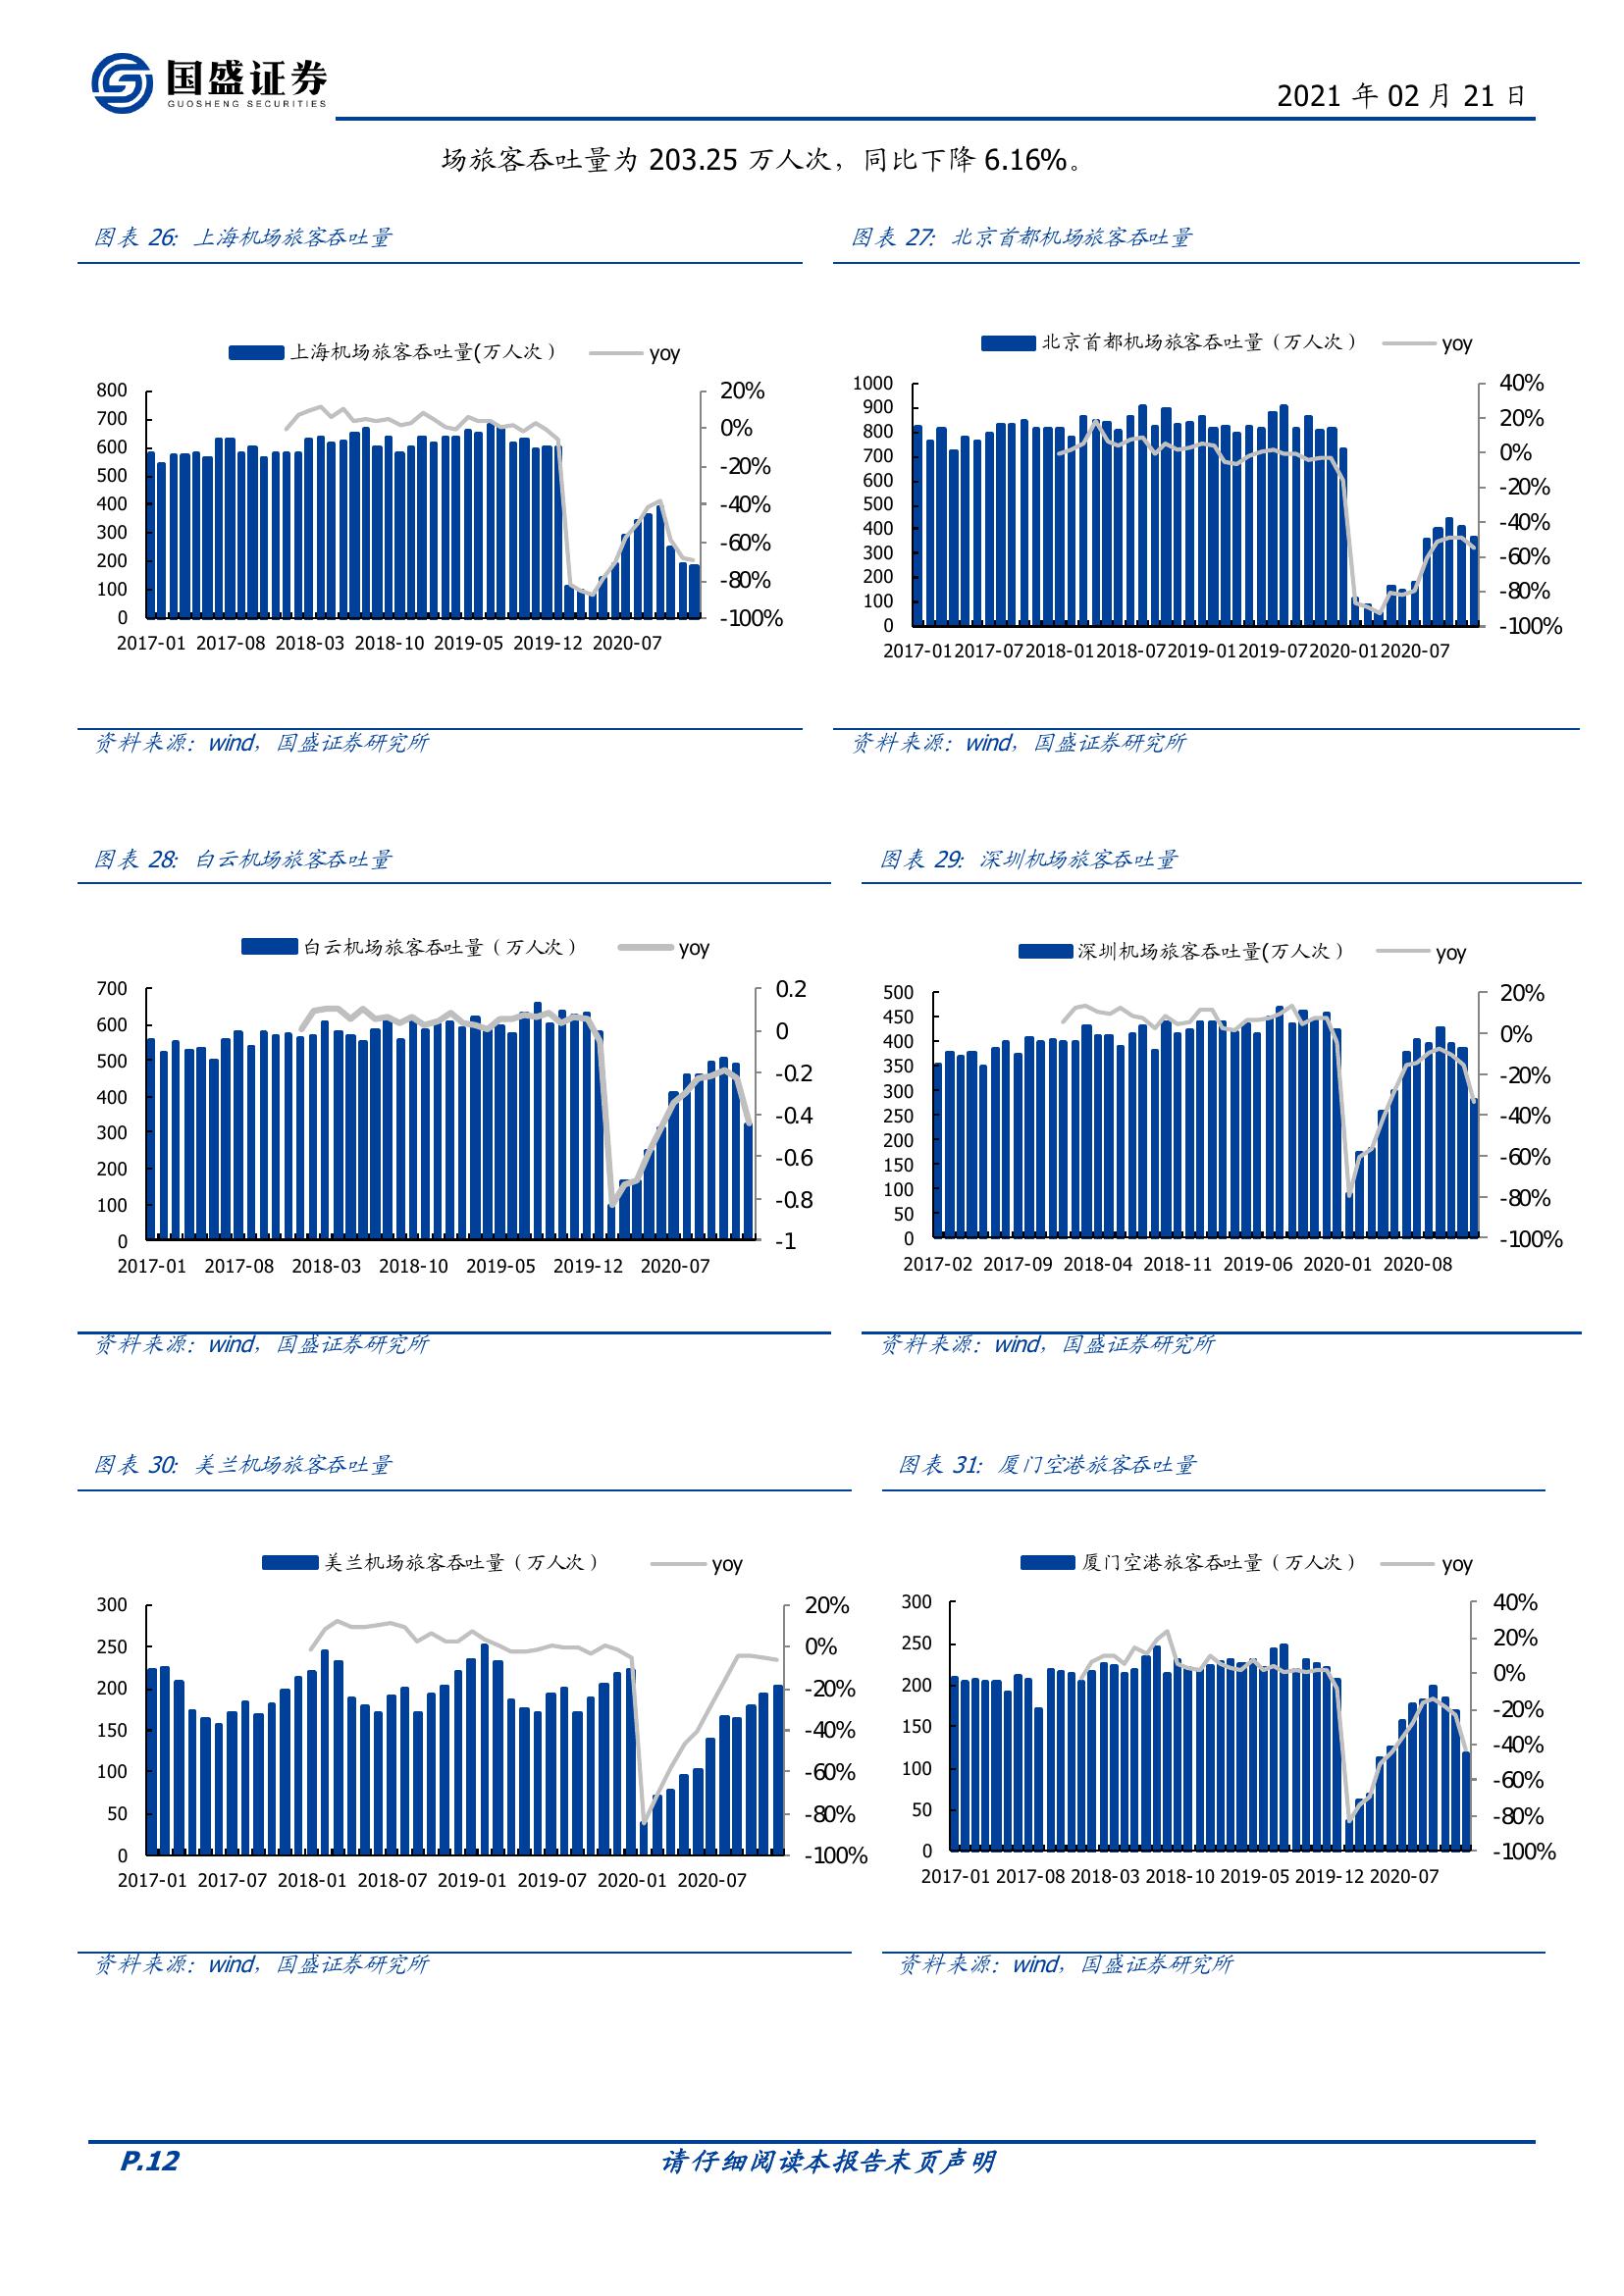 国盛证券
GUOSHENG SECURITIES
2021 年 02 月 21 日
场旅客吞吐量为 203.25 万人次，同比下降 6.16%。
图表 26：上海机场旅客吞吐量
图表 27：北京首都机场旅客吞吐量
上海机场旅客吞吐量(万人次）
yoy
800
700
600
500
400
300
200
100
0
20%
0%
-20%
-40%
-60%
-80%
-100%
2017-01 2017-08 2018-03 2018-10 2019-05 2019-12 2020-07
北京首都机场旅客吞吐量（万人次）
yoy
1000
900
800
700
600
500
400
300
200
100
0
40%
20%
0%
-20%
-40%
-60%
-80%
-100%
2017-01 2017-07 2018-01 2018-07 2019-01 2019-07 2020-01 2020-07
资料来源：wind，国盛证券研究所
资料来源：wind，国盛证券研究所
图表 28：白云机场旅客吞吐量
图表 29：深圳机场旅客吞吐量
白云机场旅客吞吐量（万人次）
yoy
700
600
500
400
300
200
100
0
0.2
0
-0.2
-0.4
-0.6
-0.8
-1
2017-01 2017-08 2018-03 2018-10 2019-05 2019-12 2020-07
深圳机场旅客吞吐量(万人次）
yoy
500
450
400
350
300
250
200
150
100
50
0
20%
0%
-20%
-40%
-60%
-80%
-100%
2017-02 2017-09 2018-04 2018-11 2019-06 2020-01 2020-08
资料来源：wind，国盛证券研究所
资料来源：wind，国盛证券研究所
图表 30：美兰机场旅客吞吐量
图表 31：厦门空港旅客吞吐量
美兰机场旅客吞吐量（万人次）
yoy
300
250
200
150
100
50
0
20%
0%
-20%
-40%
-60%
-80%
-100%
2017-01 2017-07 2018-01 2018-07 2019-01 2019-07 2020-01 2020-07
厦门空港旅客吞吐量（万人次）
yoy
300
250
200
150
100
50
0
40%
20%
0%
-20%
-40%
-60%
-80%
-100%
2017-01 2017-08 2018-03 2018-10 2019-05 2019-12 2020-07
资料来源：wind，国盛证券研究所
资料来源：wind，国盛证券研究所
P.12
请仔细阅读本报告末页声明